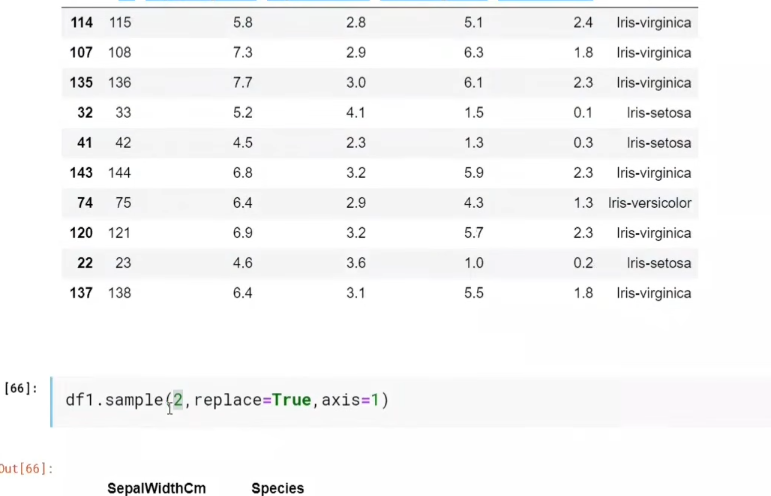 114 115 5.8 2.8 5.1 2.4 Iris-virginica
107 108 7.3 2.9 6.3 1.8 Iris-virginica
135 136 7.7 3.0 6.1 2.3 Iris-virginica
32 33 5.2 4.1 1.5 0.1 Iris-setosa
41 42 4.5 2.3 1.3 0.3 Iris-setosa
143 144 6.8 3.2 5.9 2.3 Iris-virginica
74 75 6.4 2.9 4.3 1.3 Iris-versicolor
120 121 6.9 3.2 5.7 2.3 Iris-virginica
22 23 4.6 3.6 1.0 0.2 Iris-setosa
137 138 6.4 3.1 5.5 1.8 Iris-virginica
[66]: df1.sample(2,replace=True,axis=1)
Out[66]:
SepalWidthCm Species